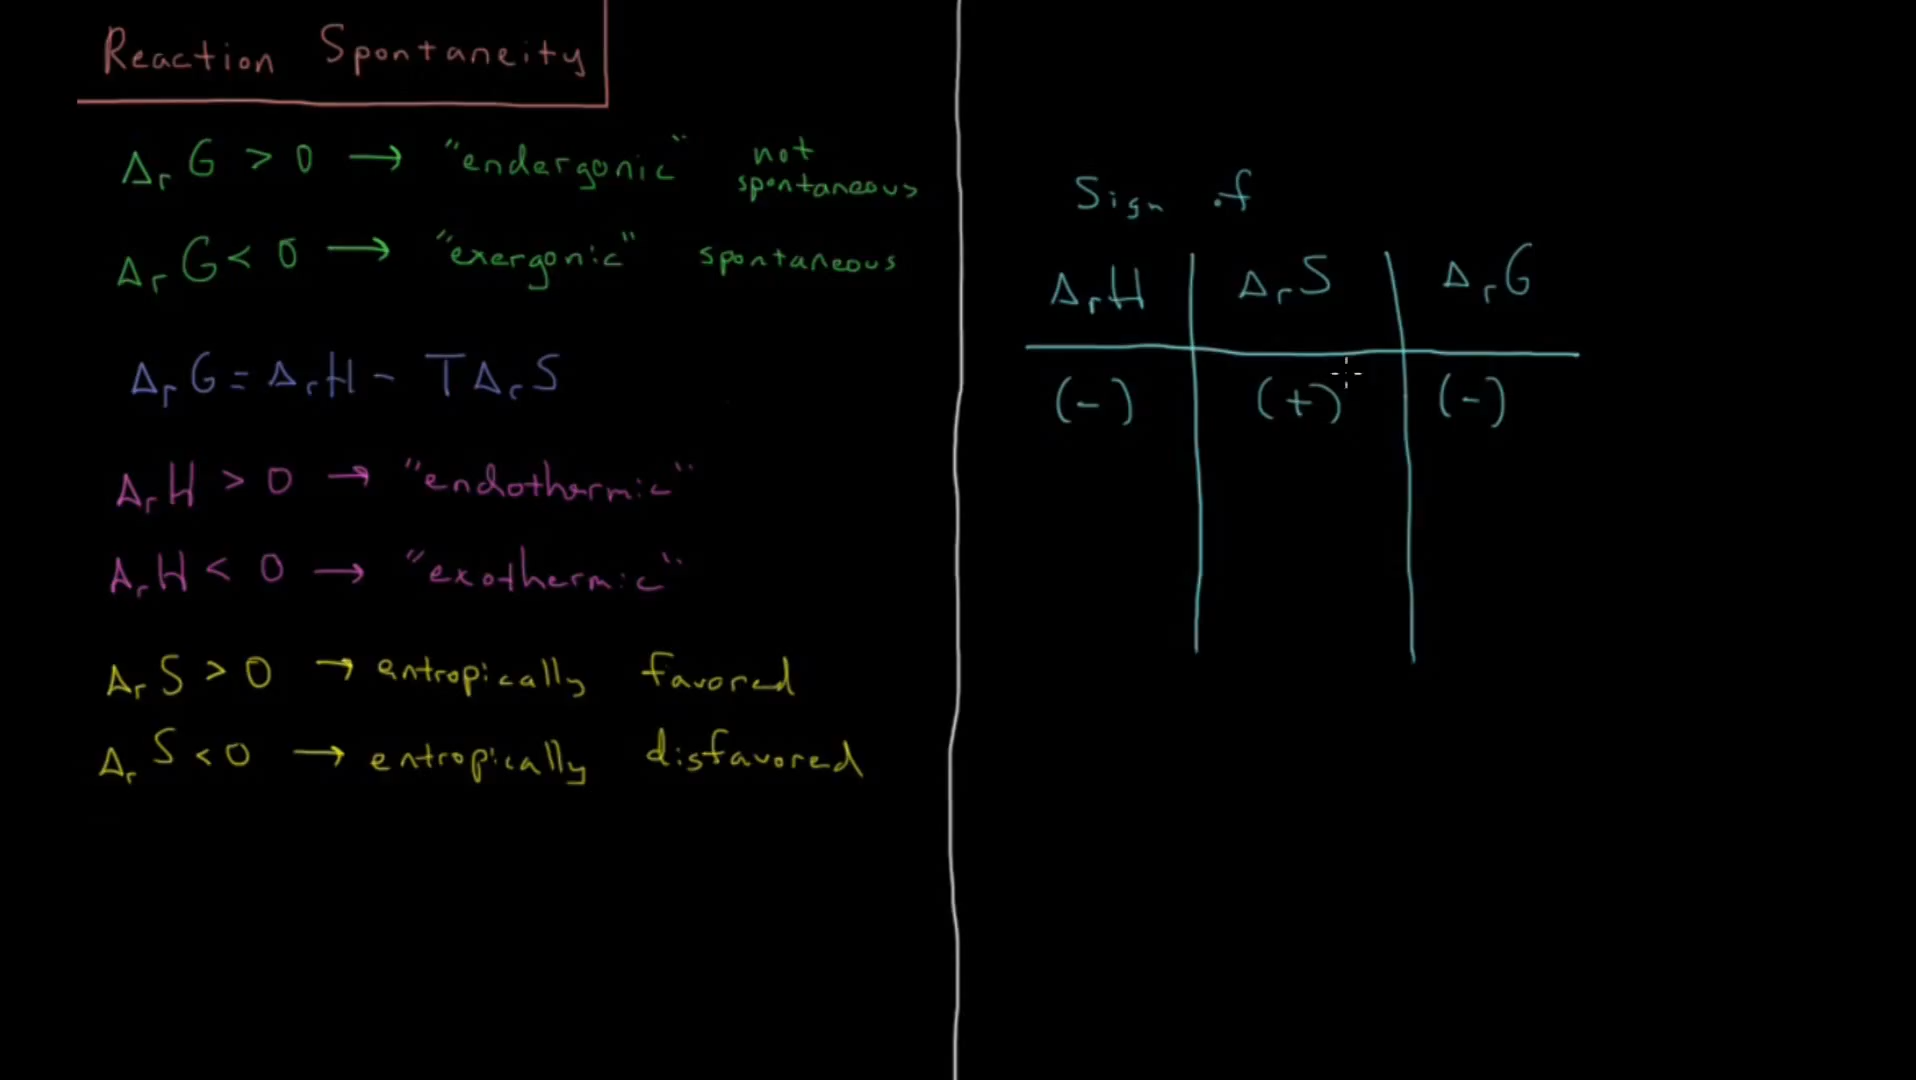 Reaction Spontaneity
ΔrG > 0 → "endergonic" not spontaneous
ΔrG < 0 → "exergonic" spontaneous
ΔrG = ΔrH - TΔrS
ΔrH > 0 → "endothermic"
ΔrH < 0 → "exothermic"
ΔrS > 0 → entropically favored
ΔrS < 0 → entropically disfavored
Sign of
ΔrH ΔrS ΔrG
(-) (+) (-)